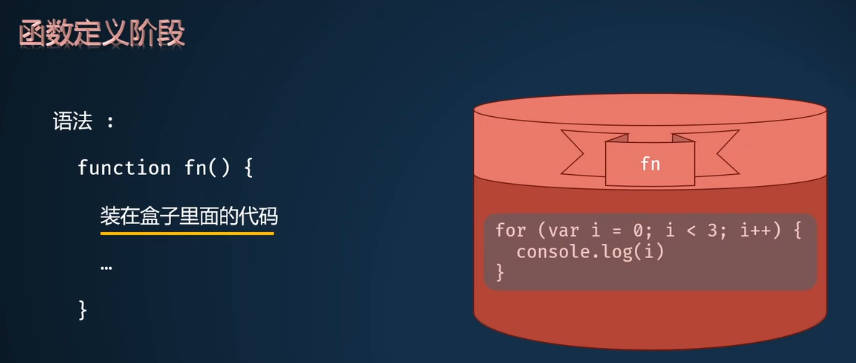 函数定义阶段
语法 :
function fn() {
装在盒子里面的代码
…
}
fn
for (var i = 0; i < 3; i++) {
console.log(i)
}